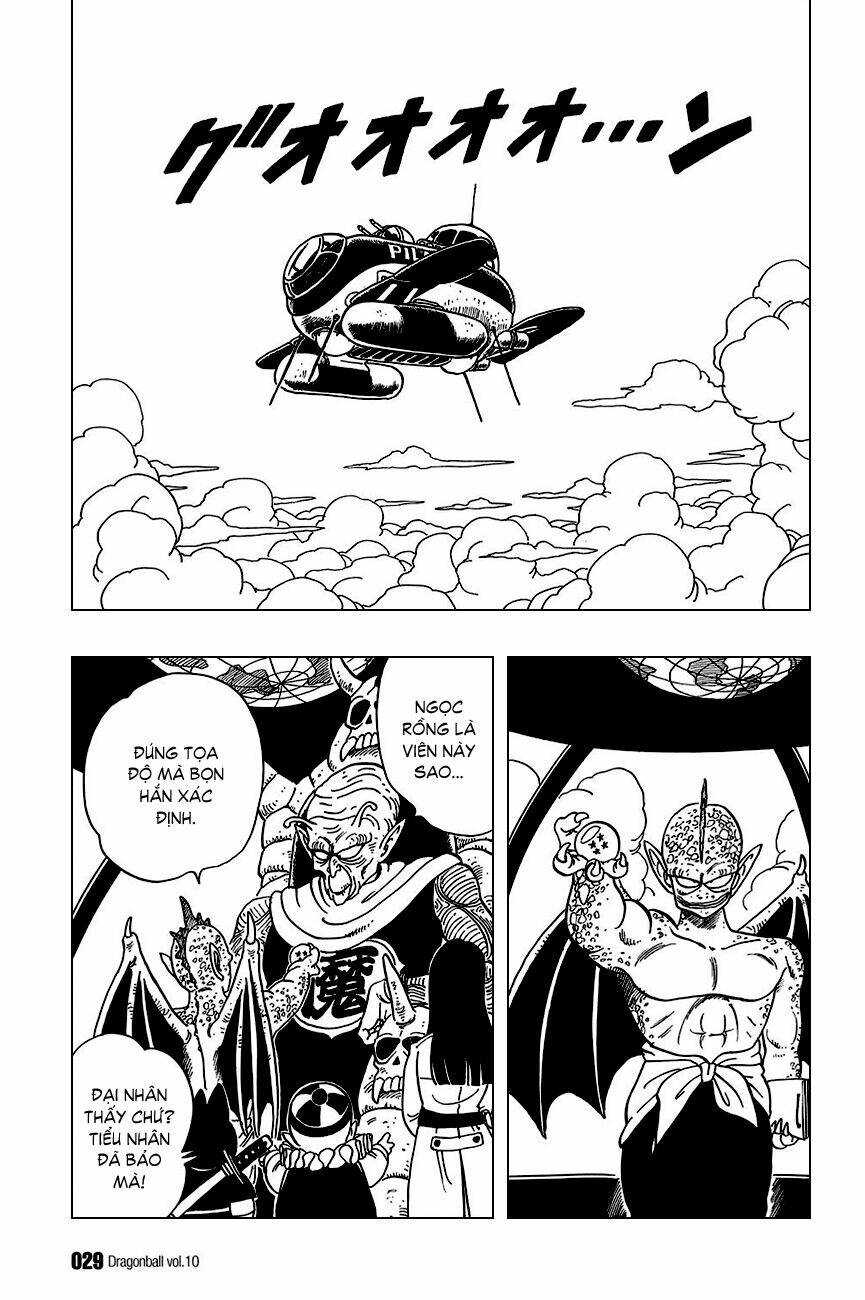 グオオオオ…ン
PIL
ĐÚNG TỌA
ĐỘ MÀ BỌN
HẮN XÁC
ĐỊNH.
NGỌC
RỒNG LÀ
VIÊN NÀY
SAO...
魔
ĐẠI NHÂN
THẤY CHỨ?
TIỂU NHÂN
ĐÃ BẢO
MÀ!
029 Dragonball vol.10